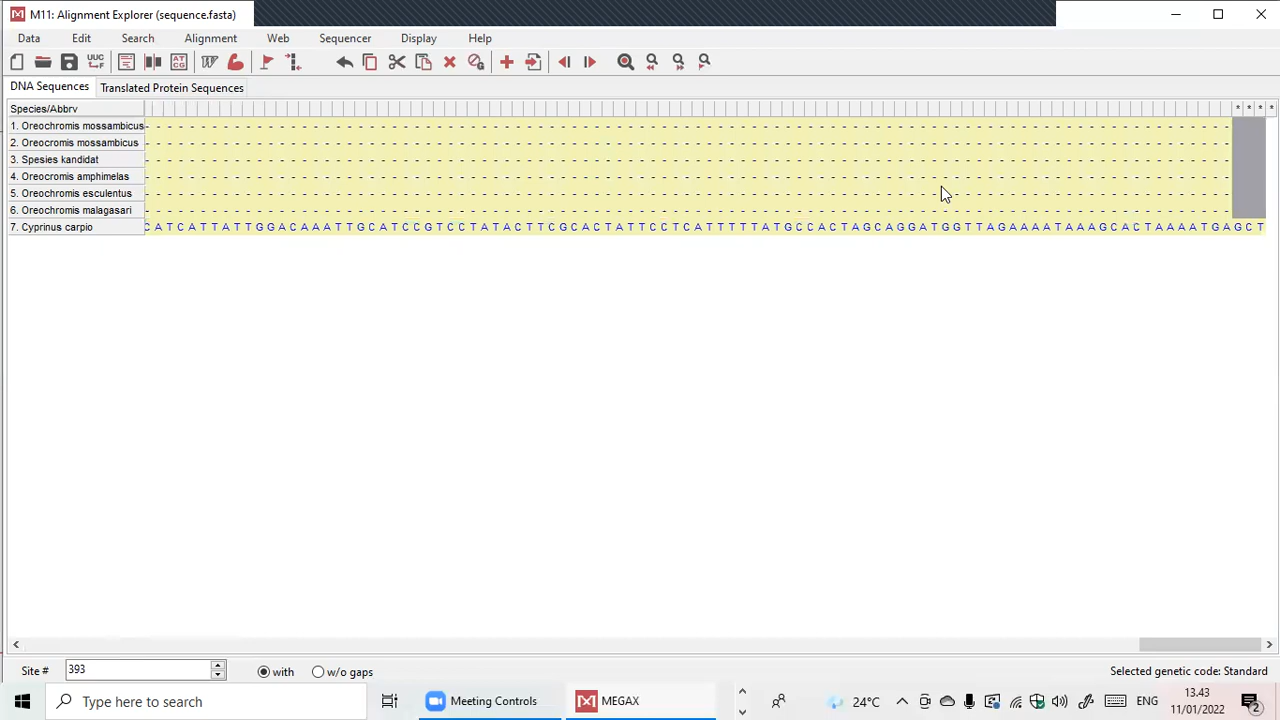 M11: Alignment Explorer (sequence.fasta)
Data Edit Search Alignment Web Sequencer Display Help
DNA Sequences Translated Protein Sequences
Species/Abbrv * * * *
1. Oreochromis mossambicus
2. Oreocromis mossambicus
3. Spesies kandidat
4. Oreocromis amphimelas
5. Oreochromis esculentus
6. Oreochromis malagasari
7. Cyprinus carpio CATCATTATTGGACAAATTGCATCCGTCCTATACTTCGCACTATTCCTCATTTTTATGCCACTAGCAGGATGGTTAGAAAATAAAGCACTAAAATGAGCT
Site # 393 with w/o gaps Selected genetic code: Standard
Type here to search Meeting Controls MEGAX 24°C ENG 13.43
11/01/2022 2